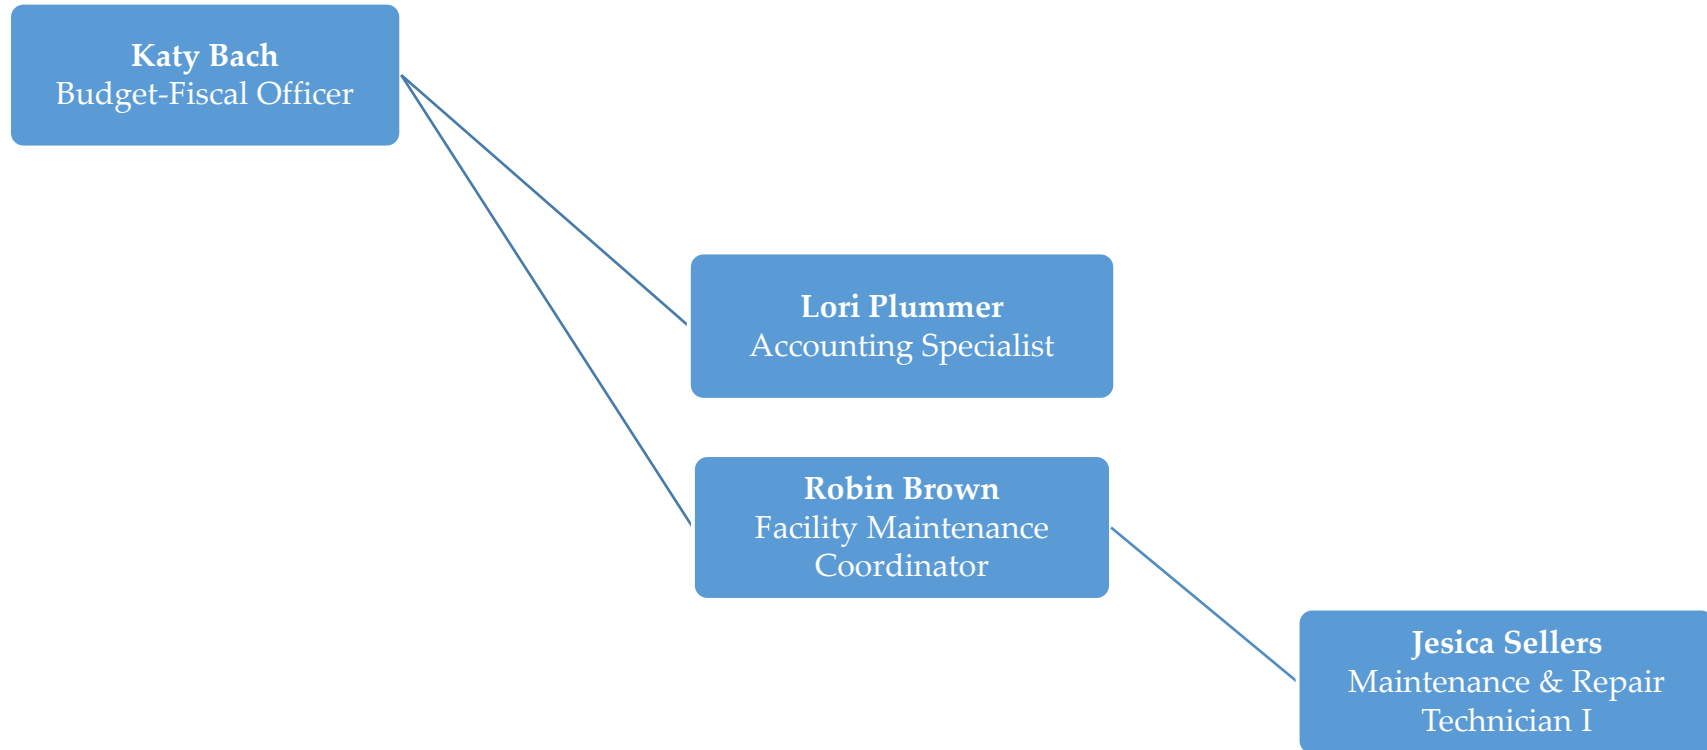 Katy Bach
Budget-Fiscal Officer
Lori Plummer
Accounting Specialist
Robin Brown
Facility Maintenance
Coordinator
Jesica Sellers
Maintenance & Repair
Technician I